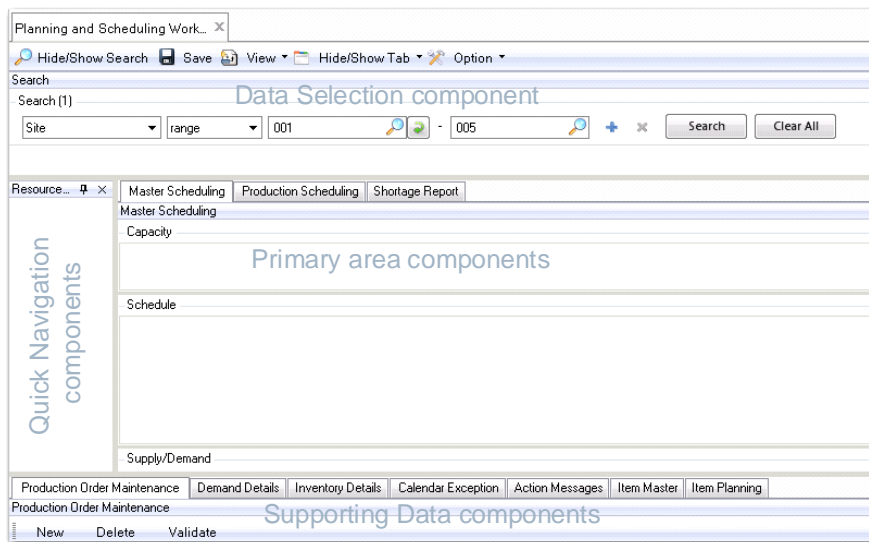 Planning and Scheduling Work...
Hide/Show Search Save View Hide/Show Tab Option
Search
Search (1)
Data Selection component
Site range 001 - 005 Search Clear All
Resource... Master Scheduling Production Scheduling Shortage Report
Master Scheduling
Capacity
Primary area components
Quick Navigation
components
Schedule
Supply/Demand
Production Order Maintenance Demand Details Inventory Details Calendar Exception Action Messages Item Master Item Planning
Production Order Maintenance
Supporting Data components
New Delete Validate